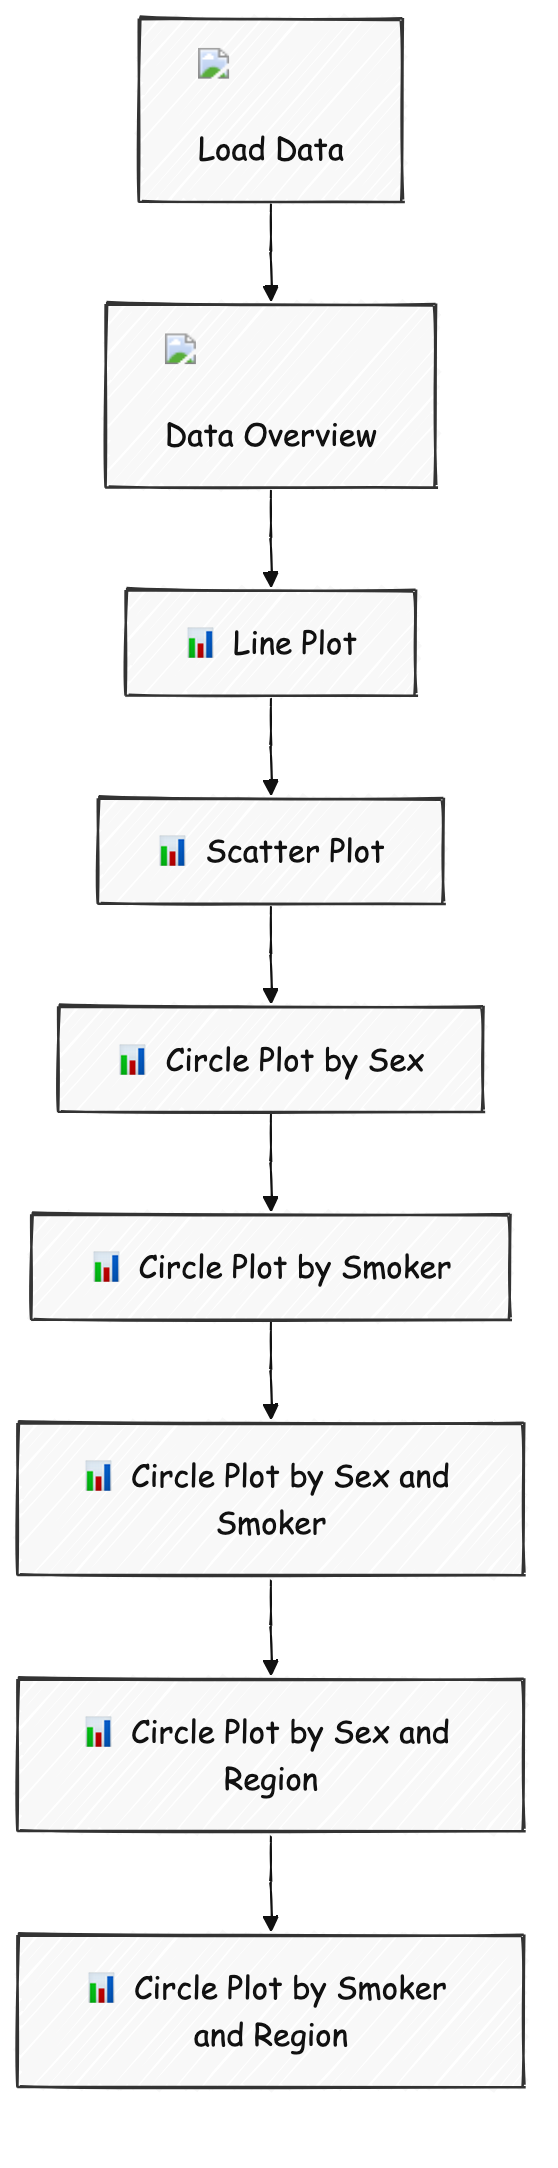 Load Data
Data Overview
Line Plot
Scatter Plot
Circle Plot by Sex
Circle Plot by Smoker
Circle Plot by Sex and
Smoker
Circle Plot by Sex and
Region
Circle Plot by Smoker
and Region